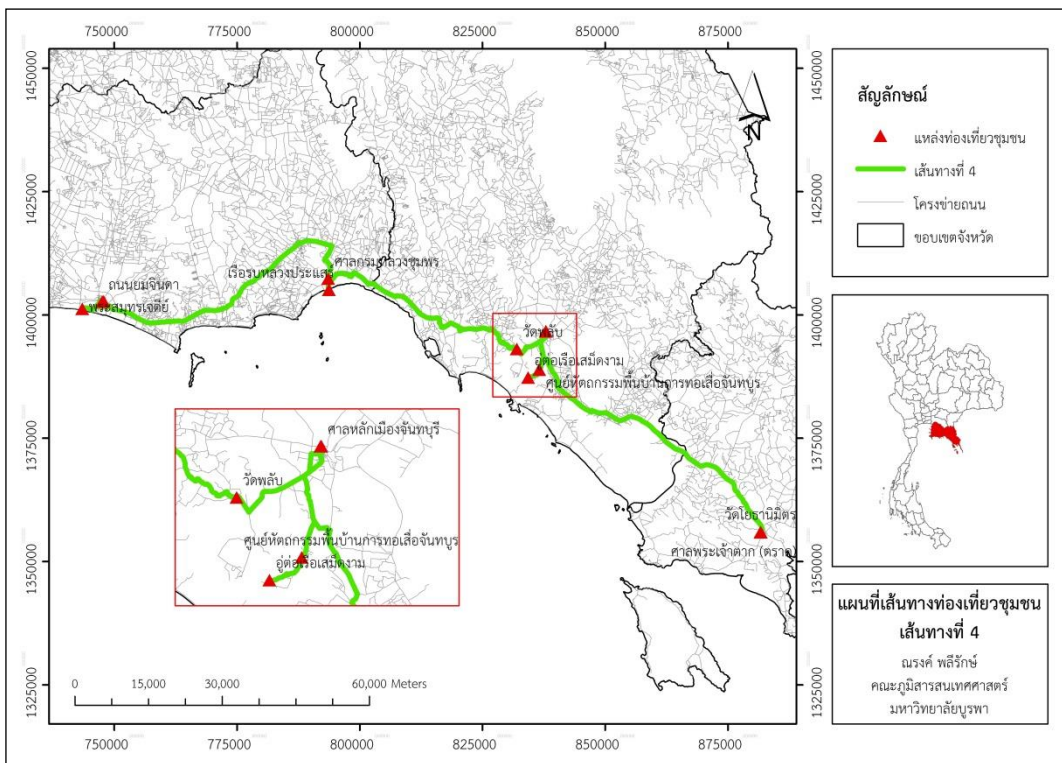 750000 775000 800000 825000 850000 875000
1450000
1425000
1400000
1375000
1350000
1325000
1450000
1425000
1400000
1375000
1350000
1325000
N
ถนนยมจินดา
พระสมุทรเจดีย์
เรือรบหลวงประแสร์
ศาลกรมหลวงชุมพร
วัดพลับ
อู่ต่อเรือเสม็ดงาม
ศูนย์หัตถกรรมพื้นบ้านการทอเสื่อจันทบูร
วัดโยธานิมิตร
ศาลพระเจ้าตาก (ตราด)
ศาลหลักเมืองจันทบุรี
วัดพลับ
ศูนย์หัตถกรรมพื้นบ้านการทอเสื่อจันทบูร
อู่ต่อเรือเสม็ดงาม
0 15,000 30,000 60,000 Meters
750000 775000 800000 825000 850000 875000
สัญลักษณ์
แหล่งท่องเที่ยวชุมชน
เส้นทางที่ 4
โครงข่ายถนน
ขอบเขตจังหวัด
แผนที่เส้นทางท่องเที่ยวชุมชน
เส้นทางที่ 4
ณรงค์ พลีรักษ์
คณะภูมิสารสนเทศศาสตร์
มหาวิทยาลัยบูรพา